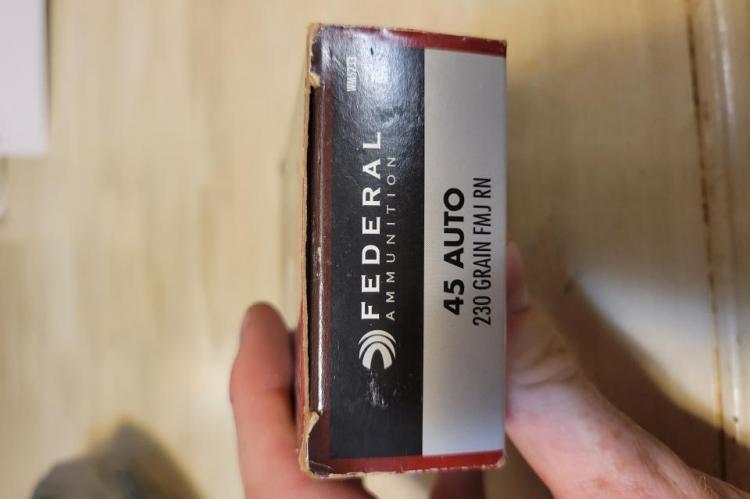 FEDERAL
AMMUNITION
45 AUTO
230 GRAIN FMJ RN